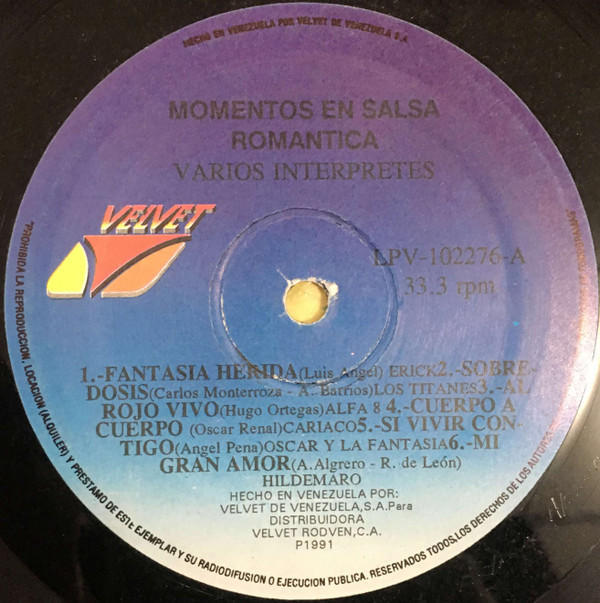 HECHO EN VENEZUELA POR VELVET DE VENEZUELA S.A.
MOMENTOS EN SALSA
ROMANTICA
VARIOS INTERPRETES
VELVET
LPV-102276-A
33.3 rpm
1.-FANTASIA HERIDA(Luis Angel) ERICK2.-SOBRE-
DOSIS(Carlos Monterroza - A. Barrios)LOS TITANES3.-AL
ROJO VIVO(Hugo Ortegas)ALFA 8 4.-CUERPO A
CUERPO (Oscar Renal)CARIACO5.-SI VIVIR CON-
TIGO(Angel Pena)OSCAR Y LA FANTASIA6.-MI
GRAN AMOR(A.Algrero - R. de León)
HILDEMARO
HECHO EN VENEZUELA POR:
VELVET DE VENEZUELA,S.A.Para
DISTRIBUIDORA
VELVET RODVEN,C.A.
P1991
"PROHIBIDA LA REPRODUCCION, LOCACION (ALQUILER) Y PRESTAMO DE ESTE EJEMPLAR Y SU RADIODIFUSION O EJECUCION PUBLICA. RESERVADOS TODOS LOS DERECHOS DE LOS AUTORES